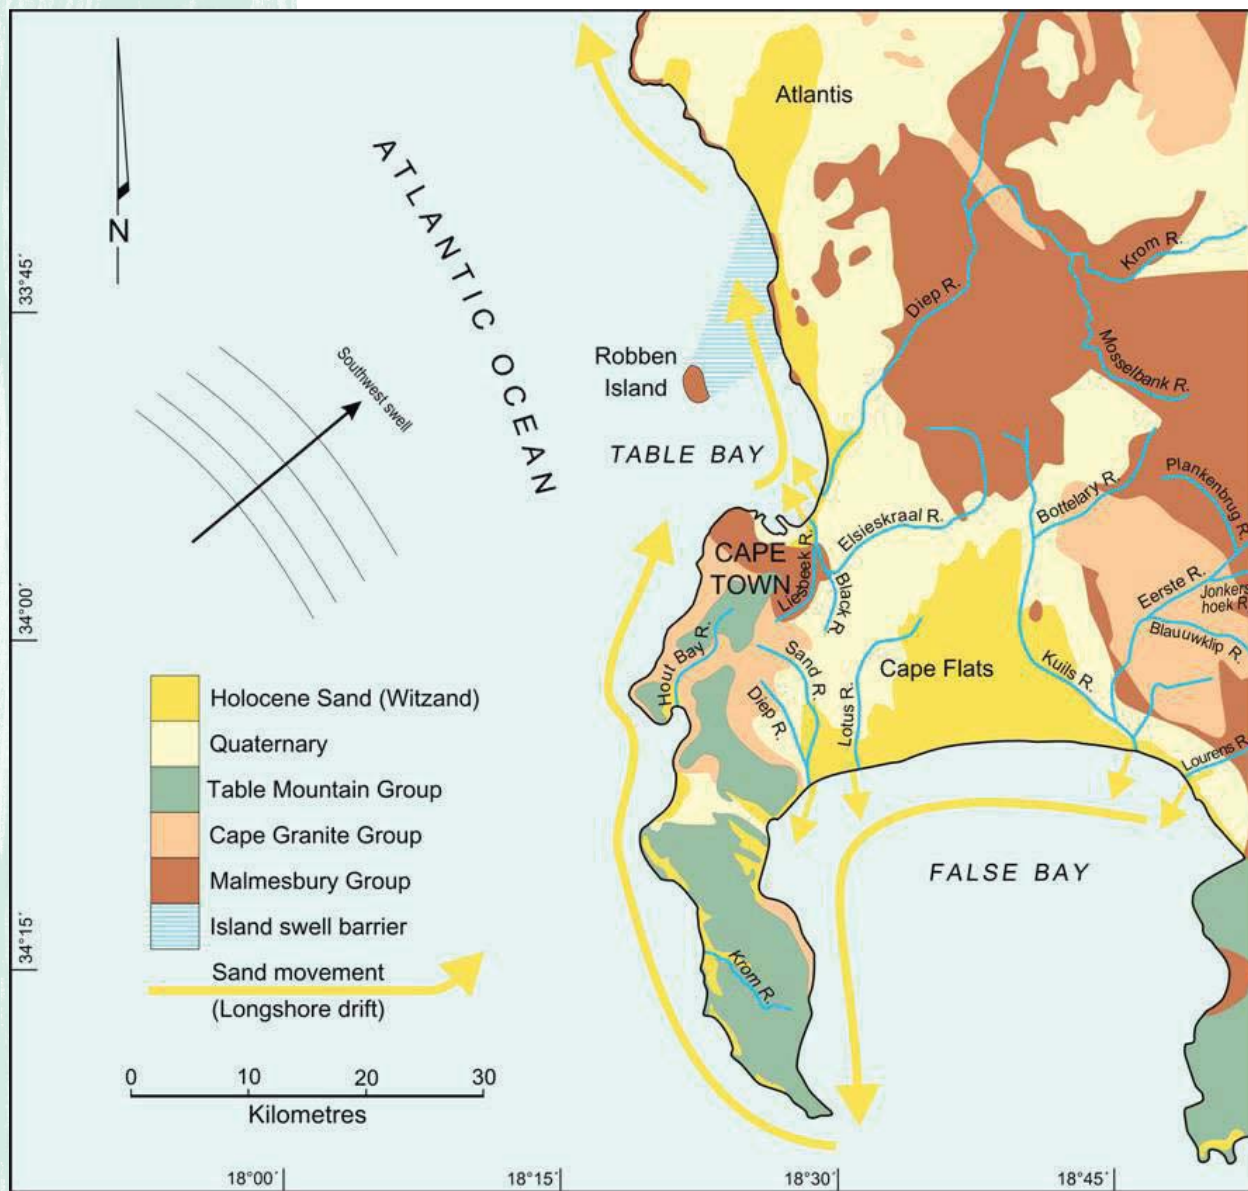 Atlantis
ATLANTIC OCEAN
N
33°45´
Krom R.
Diep R.
Mosselbank R.
Robben
Island
Southwest swell
TABLE BAY
Plankenbrug R.
Bottelary R.
Elsieskraal R.
CAPE
TOWN
Liesbeek R.
Black R.
Eerste R.
Jonkers
hoek R.
Blauuwklip R.
34°00´
Hout Bay R.
Sand R.
Diep R.
Lotus R.
Cape Flats
Kuils R.
Lourens R.
Holocene Sand (Witzand)
Quaternary
Table Mountain Group
Cape Granite Group
Malmesbury Group
Island swell barrier
Sand movement
(Longshore drift)
FALSE BAY
34°15´
Krom R.
0 10 20 30
Kilometres
18°00´ 18°15´ 18°30´ 18°45´